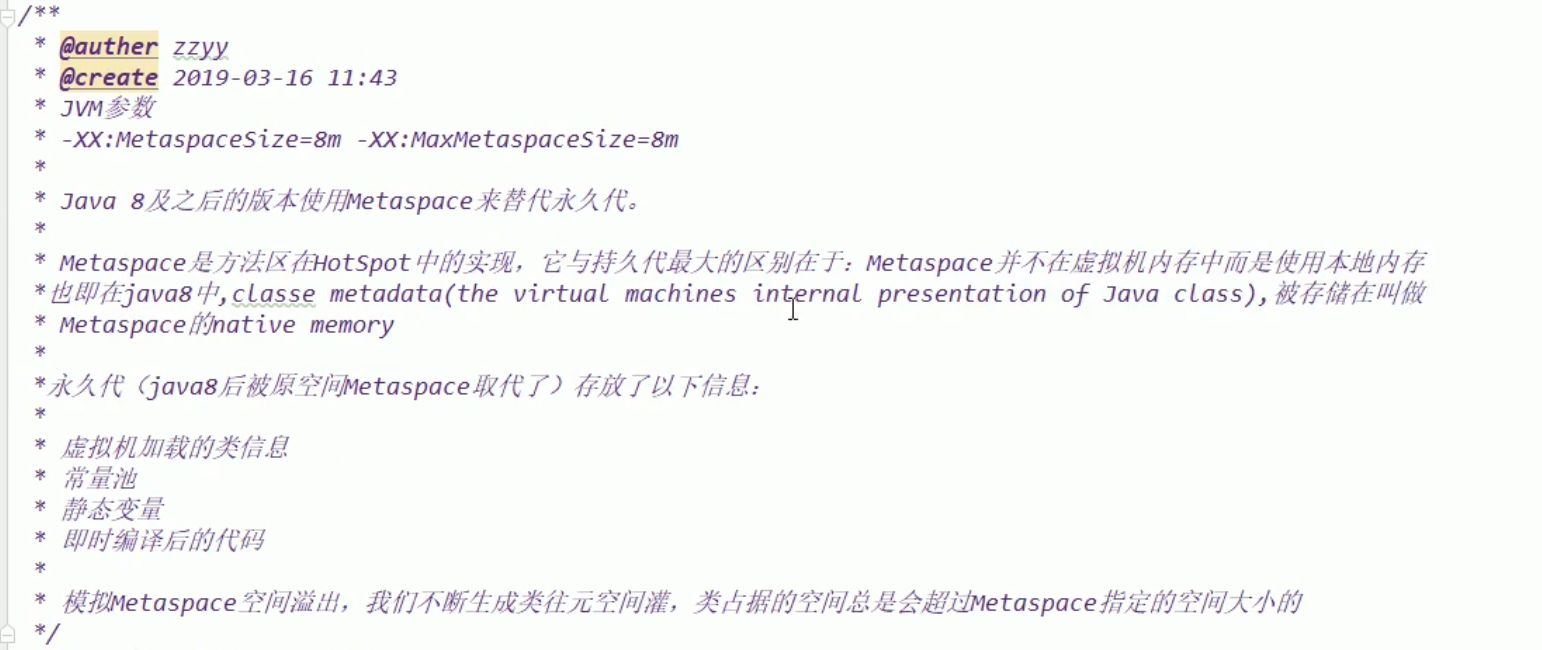 /**
* @auther zzyy
* @create 2019-03-16 11:43
* JVM参数
* -XX:MetaspaceSize=8m -XX:MaxMetaspaceSize=8m
*
* Java 8及之后的版本使用Metaspace来替代永久代。
*
* Metaspace是方法区在HotSpot中的实现，它与持久代最大的区别在于：Metaspace并不在虚拟机内存中而是使用本地内存
*也即在java8中,classe metadata(the virtual machines internal presentation of Java class),被存储在叫做
* Metaspace的native memory
*
*永久代（java8后被原空间Metaspace取代了）存放了以下信息：
*
* 虚拟机加载的类信息
* 常量池
* 静态变量
* 即时编译后的代码
*
* 模拟Metaspace空间溢出，我们不断生成类往元空间灌，类占据的空间总是会超过Metaspace指定的空间大小的
*/